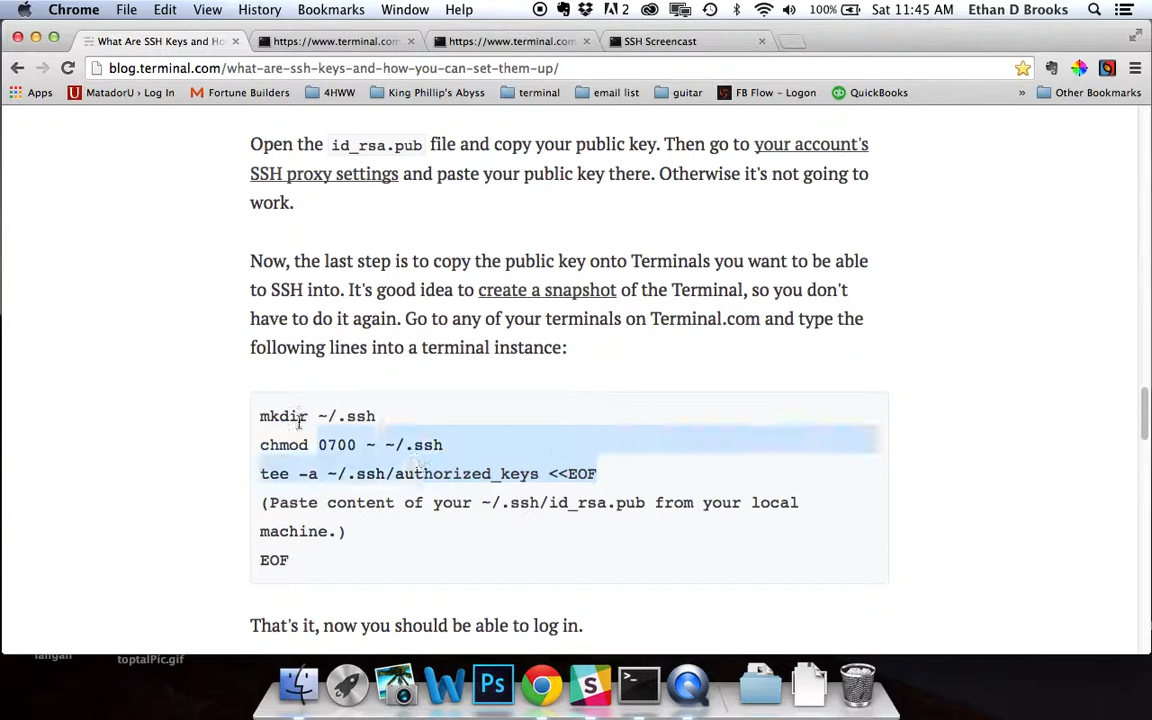 Chrome File Edit View History Bookmarks Window Help 2 100% Sat 11:45 AM Ethan D Brooks
What Are SSH Keys and Ho https://www.terminal.com https://www.terminal.com SSH Screencast
blog.terminal.com/what-are-ssh-keys-and-how-you-can-set-them-up/
Apps MatadorU › Log In Fortune Builders 4HWW King Phillip's Abyss terminal email list guitar FB Flow - Logon QuickBooks » Other Bookmarks
Open the id_rsa.pub file and copy your public key. Then go to your account's
SSH proxy settings and paste your public key there. Otherwise it's not going to
work.
Now, the last step is to copy the public key onto Terminals you want to be able
to SSH into. It's good idea to create a snapshot of the Terminal, so you don't
have to do it again. Go to any of your terminals on Terminal.com and type the
following lines into a terminal instance:
mkdir ~/.ssh
chmod 0700 ~ ~/.ssh
tee -a ~/.ssh/authorized_keys <<EOF
(Paste content of your ~/.ssh/id_rsa.pub from your local
machine.)
EOF
That's it, now you should be able to log in.
toptalPic.gif
W Ps S